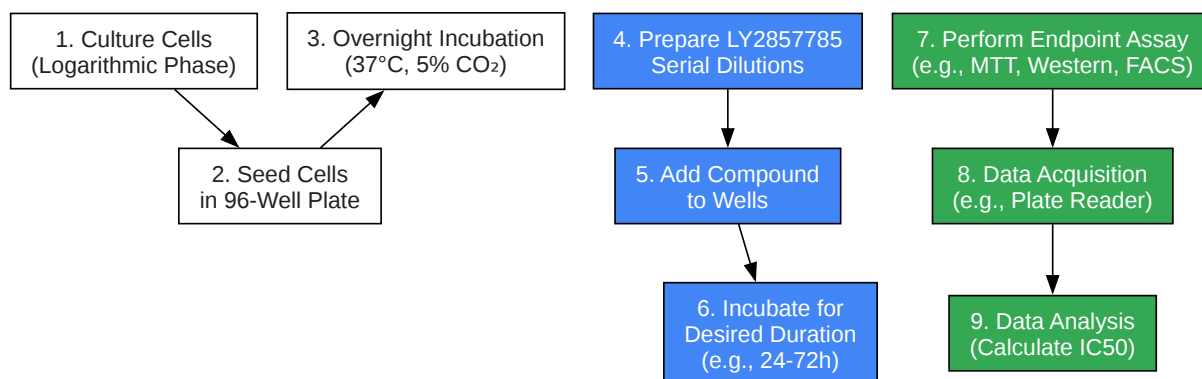 1. Culture Cells
(Logarithmic Phase)
2. Seed Cells
in 96-Well Plate
3. Overnight Incubation
(37°C, 5% CO₂)
4. Prepare LY2857785
Serial Dilutions
5. Add Compound
to Wells
6. Incubate for
Desired Duration
(e.g., 24-72h)
7. Perform Endpoint Assay
(e.g., MTT, Western, FACS)
8. Data Acquisition
(e.g., Plate Reader)
9. Data Analysis
(Calculate IC50)